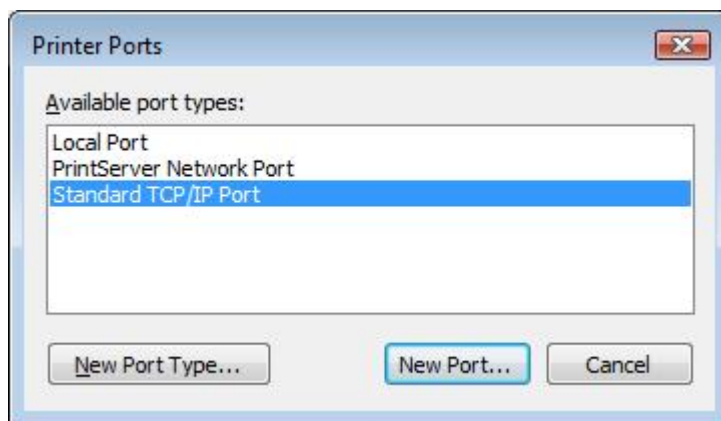 Printer Ports
Available port types:
Local Port
PrintServer Network Port
Standard TCP/IP Port
New Port Type...
New Port...
Cancel